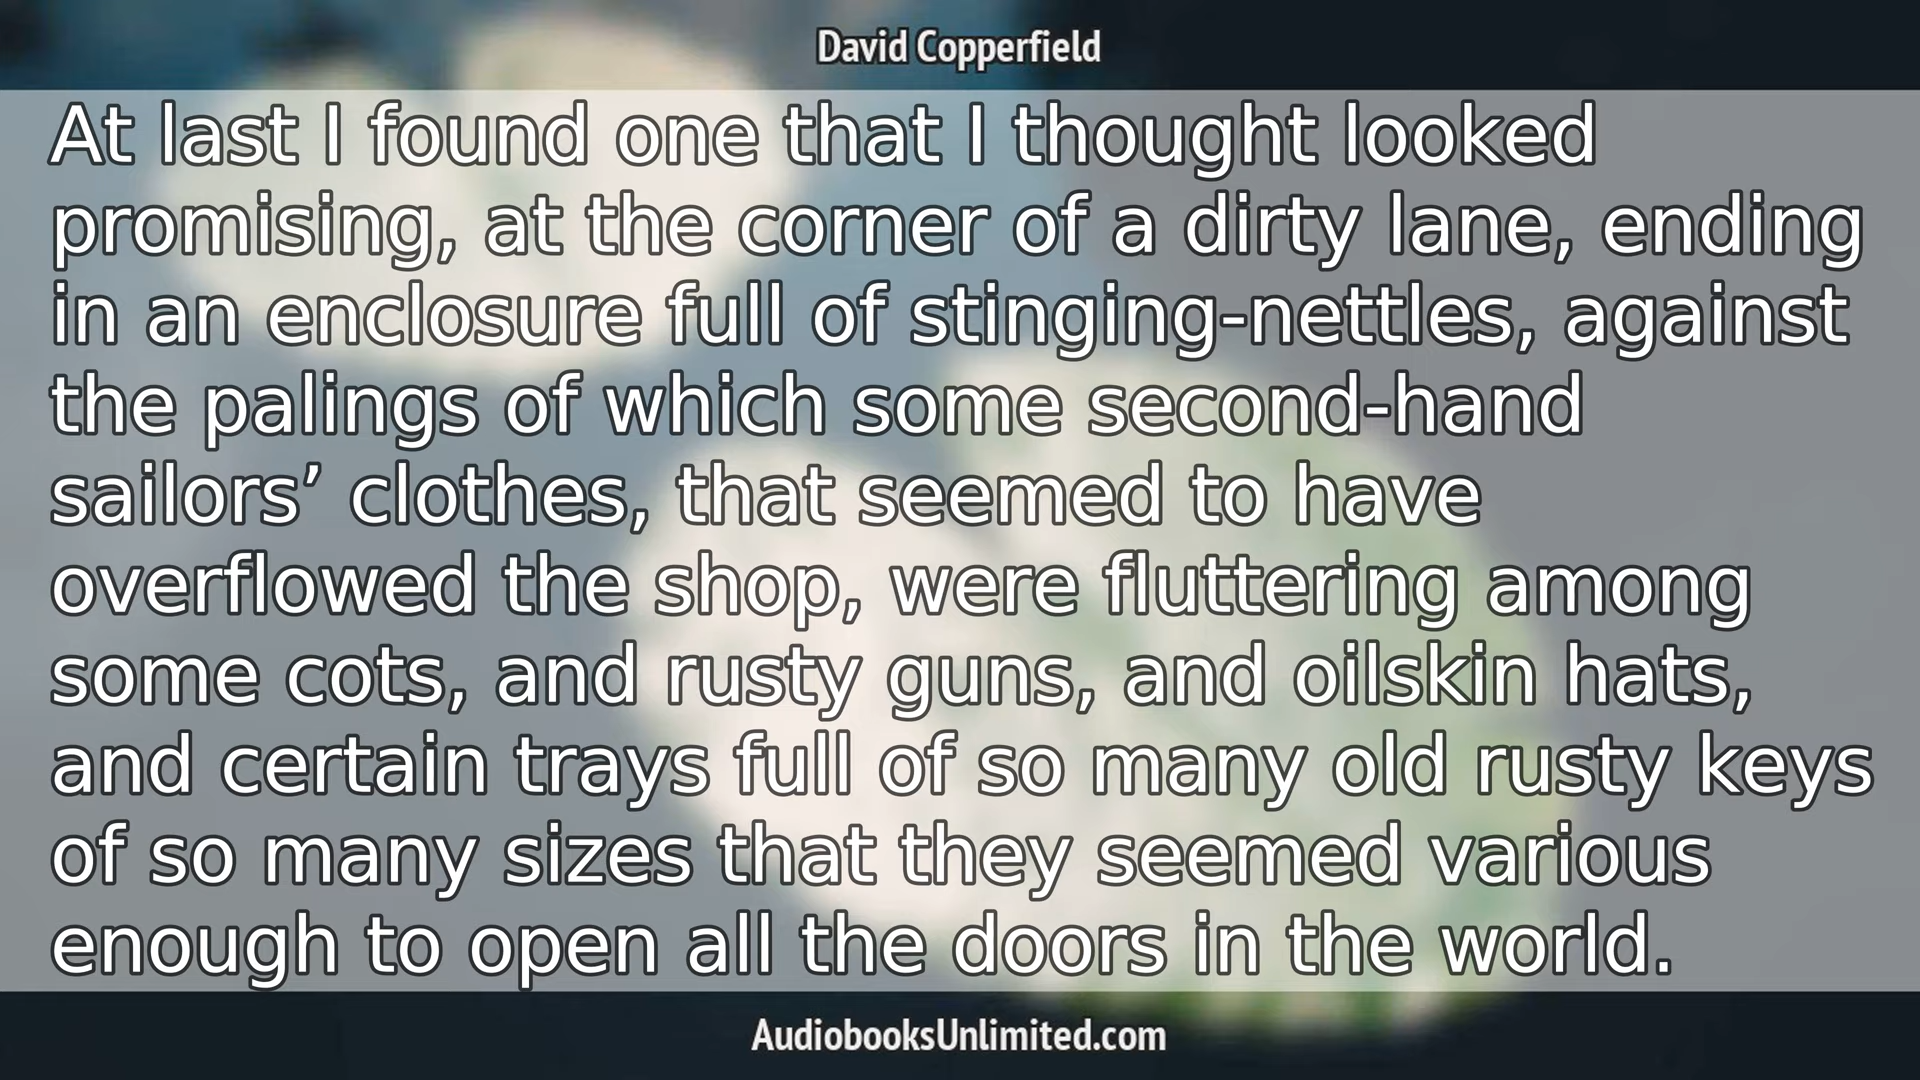 David Copperfield
At last I found one that I thought looked
promising, at the corner of a dirty lane, ending
in an enclosure full of stinging-nettles, against
the palings of which some second-hand
sailors’ clothes, that seemed to have
overflowed the shop, were fluttering among
some cots, and rusty guns, and oilskin hats,
and certain trays full of so many old rusty keys
of so many sizes that they seemed various
enough to open all the doors in the world.
AudiobooksUnlimited.com